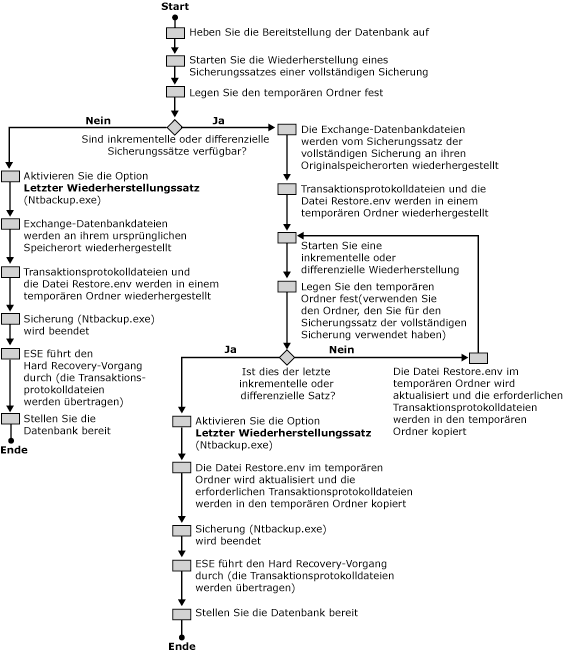 Start
Heben Sie die Bereitstellung der Datenbank auf
Starten Sie die Wiederherstellung eines
Sicherungssatzes einer vollständigen Sicherung
Legen Sie den temporären Ordner fest
Nein
Ja
Sind inkrementelle oder differenzielle
Sicherungssätze verfügbar?
Aktivieren Sie die Option
Letzter Wiederherstellungssatz
(Ntbackup.exe)
Exchange-Datenbankdateien
werden an ihrem ursprünglichen
Speicherort wiederhergestellt
Transaktionsprotokolldateien und
die Datei Restore.env werden in einem
temporären Ordner wiederhergestellt
Sicherung (Ntbackup.exe)
wird beendet
ESE führt den
Hard Recovery-Vorgang
durch (die Transaktions-
protokolldateien
werden übertragen)
Stellen Sie die
Datenbank bereit
Ende
Die Exchange-Datenbankdateien
werden vom Sicherungssatz der
vollständigen Sicherung an ihren
Originalspeicherorten wiederhergestellt
Transaktionsprotokolldateien und die
Datei Restore.env werden in einem
temporären Ordner wiederhergestellt
Starten Sie eine
inkrementelle oder
differenzielle Wiederherstellung
Legen Sie den temporären
Ordner fest(verwenden Sie
den Ordner, den Sie für den
Sicherungssatz der vollständigen
Sicherung verwendet haben)
Ja
Nein
Ist dies der letzte
inkrementelle oder
differenzielle Satz?
Die Datei Restore.env im
temporären Ordner wird
aktualisiert und die erforderlichen
Transaktionsprotokolldateien
werden in den temporären
Ordner kopiert
Aktivieren Sie die Option
Letzter Wiederherstellungssatz
(Ntbackup.exe)
Die Datei Restore.env im temporären
Ordner wird aktualisiert und die
erforderlichen Transaktionsprotokolldateien
werden in den temporären Ordner kopiert
Sicherung (Ntbackup.exe)
wird beendet
ESE führt den Hard Recovery-Vorgang
durch (die Transaktionsprotokolldateien
werden übertragen)
Stellen Sie die Datenbank bereit
Ende